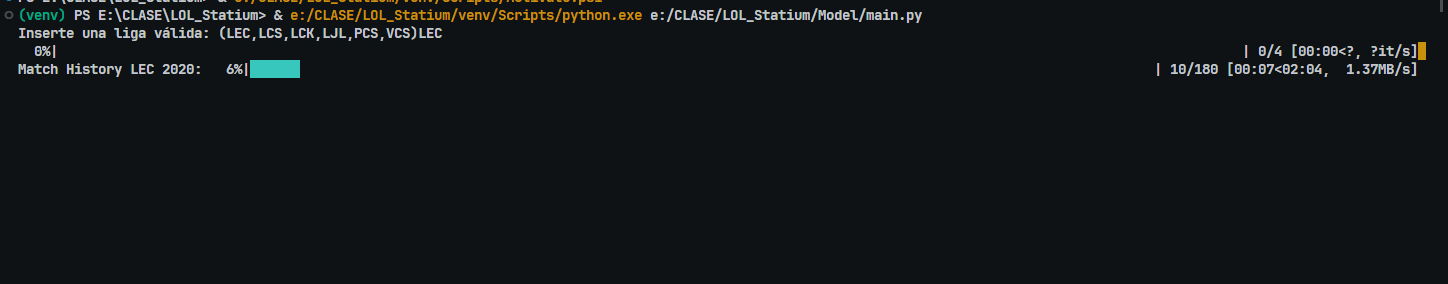 (venv) PS E:\CLASE\LOL_Statium> & e:/CLASE/LOL_Statium/venv/Scripts/python.exe e:/CLASE/LOL_Statium/Model/main.py
Inserte una liga válida: (LEC,LCS,LCK,LJL,PCS,VCS)LEC
0%| | 0/4 [00:00<?, ?it/s]
Match History LEC 2020: 6%| | 10/180 [00:07<02:04, 1.37MB/s]